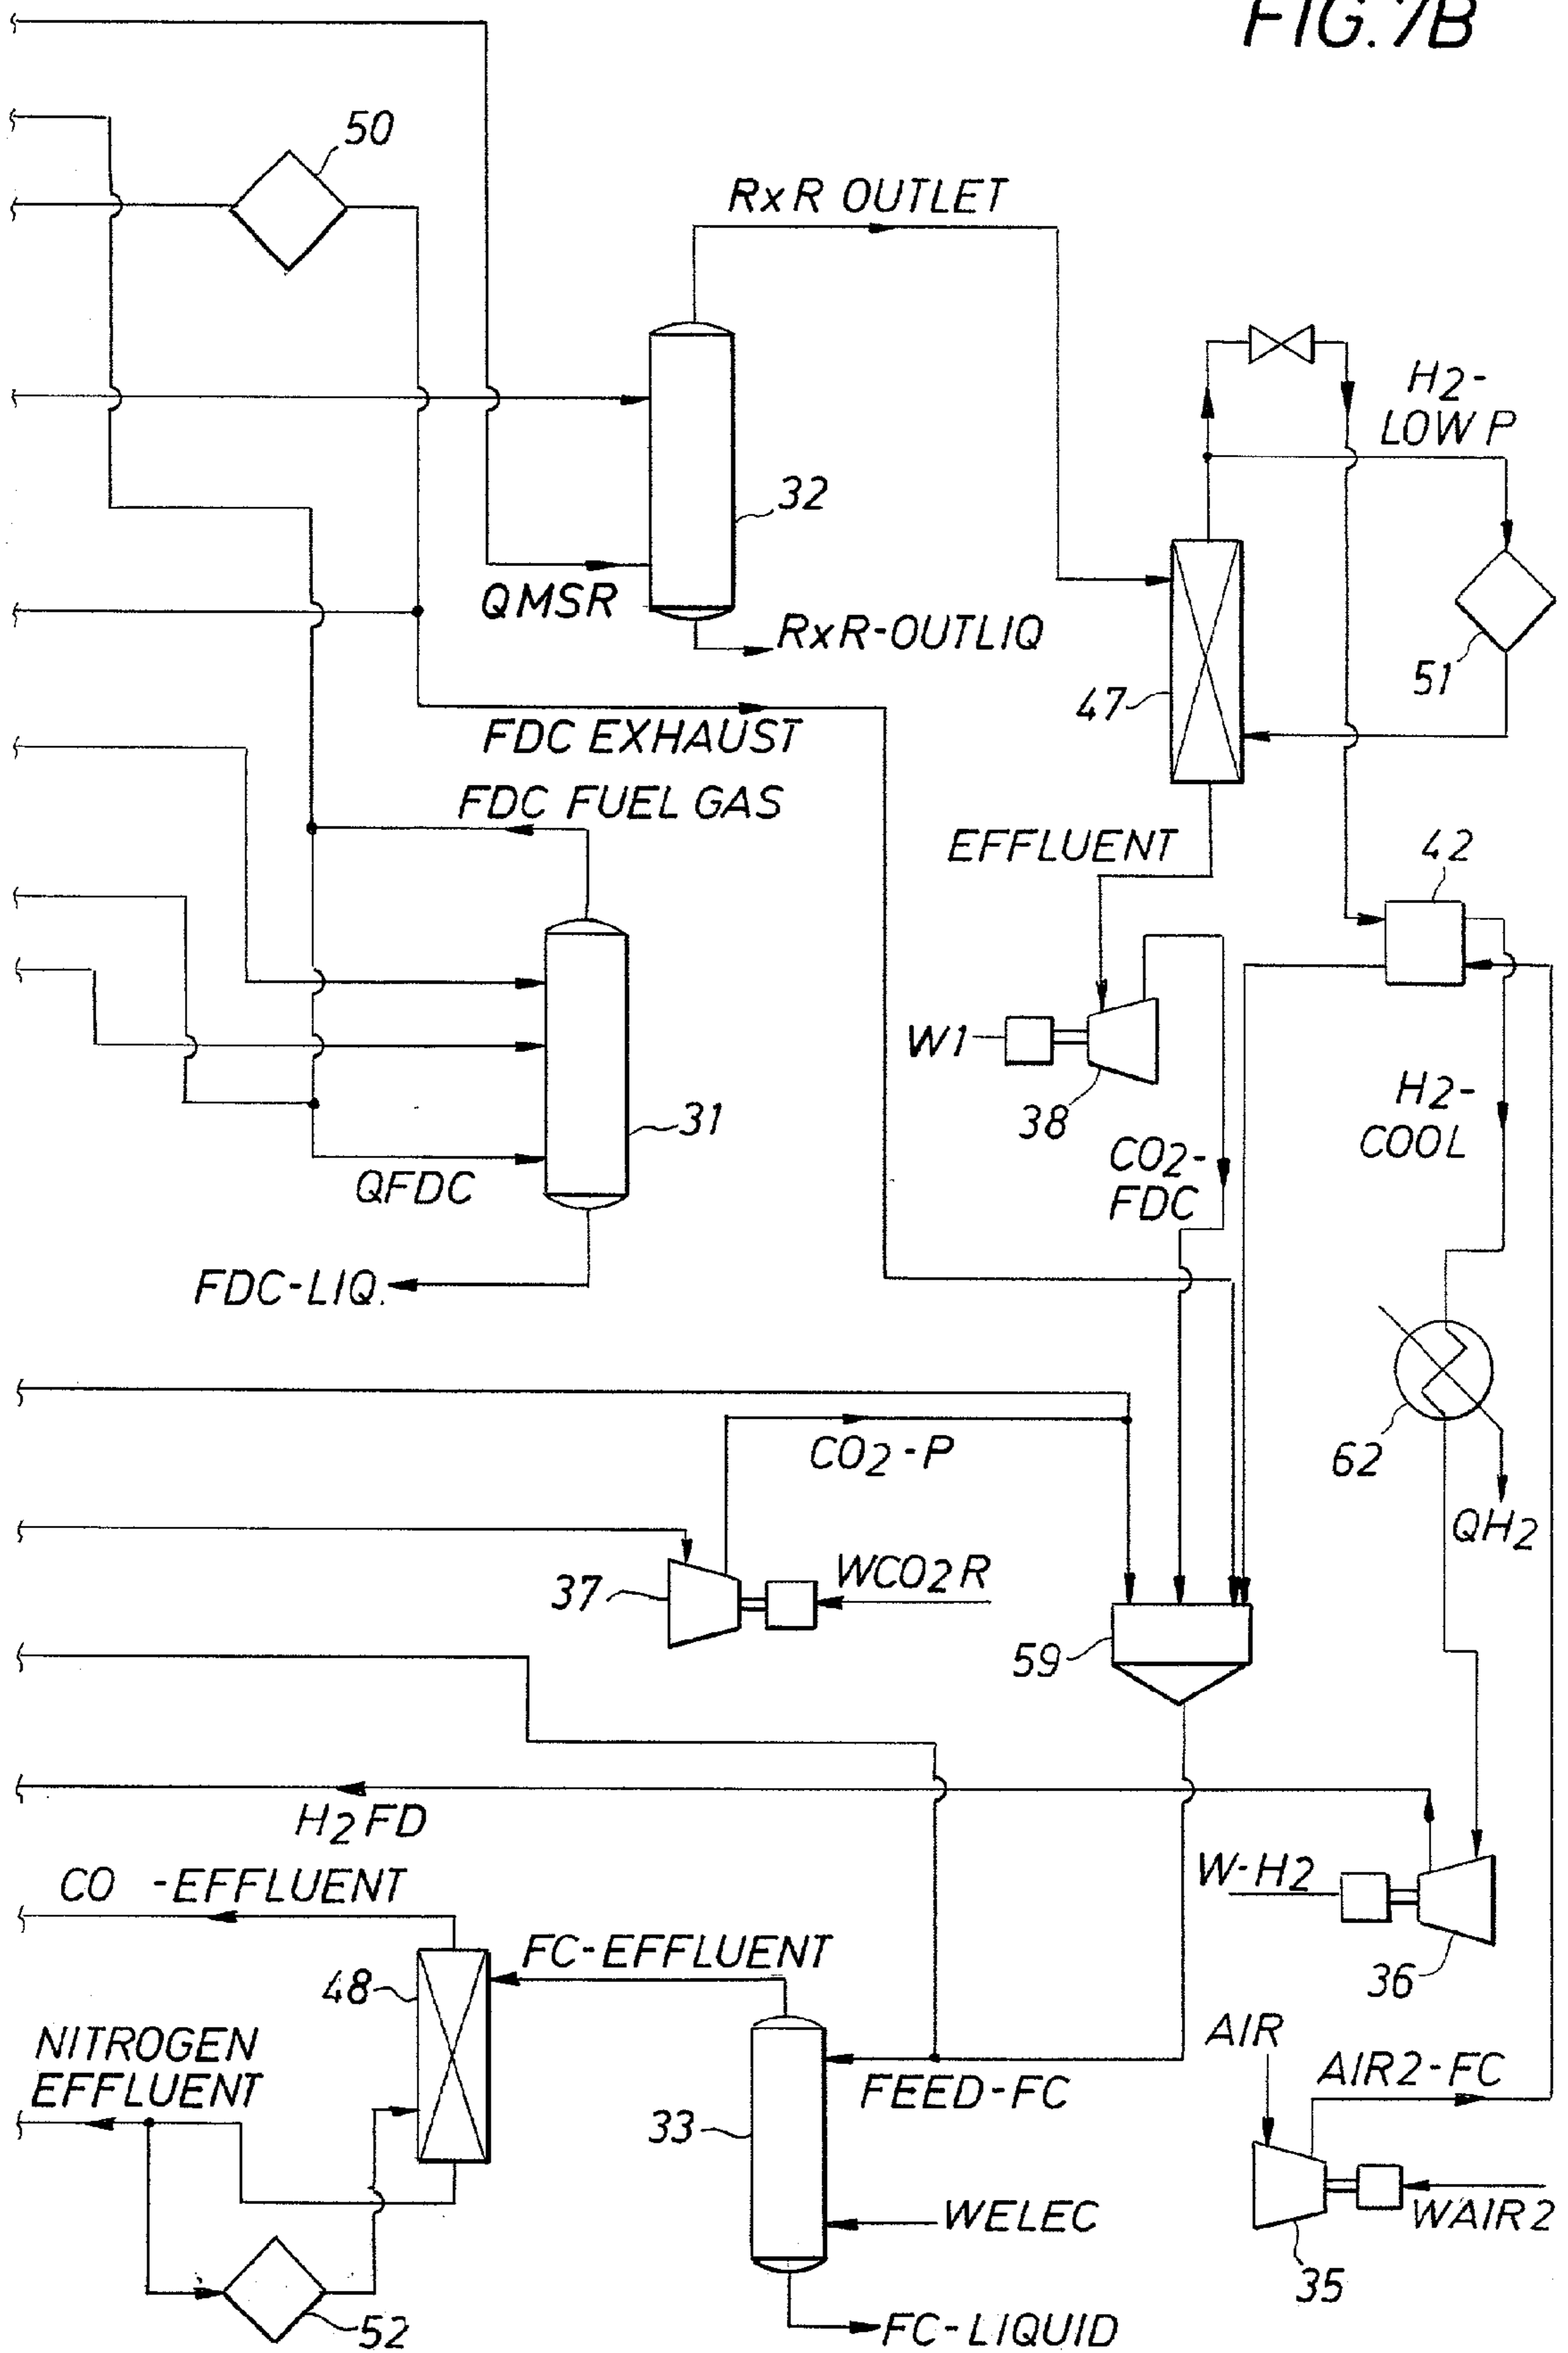 FIG. 7B
50
RxR OUTLET
H2-
LOW P
32
QMSR
RxR-OUTLIQ
51
47
FDC EXHAUST
FDC FUEL GAS
EFFLUENT
42
W1
38
H2-
COOL
31
CO2-
FDC
QFDC
FDC-LIQ.
62
CO2-P
QH2
37
WCO2R
59
H2 FD
CO -EFFLUENT
W-H2
FC-EFFLUENT
48
36
NITROGEN
EFFLUENT
AIR
AIR2-FC
FEED-FC
33
WELEC
WAIR2
35
52
FC-LIQUID